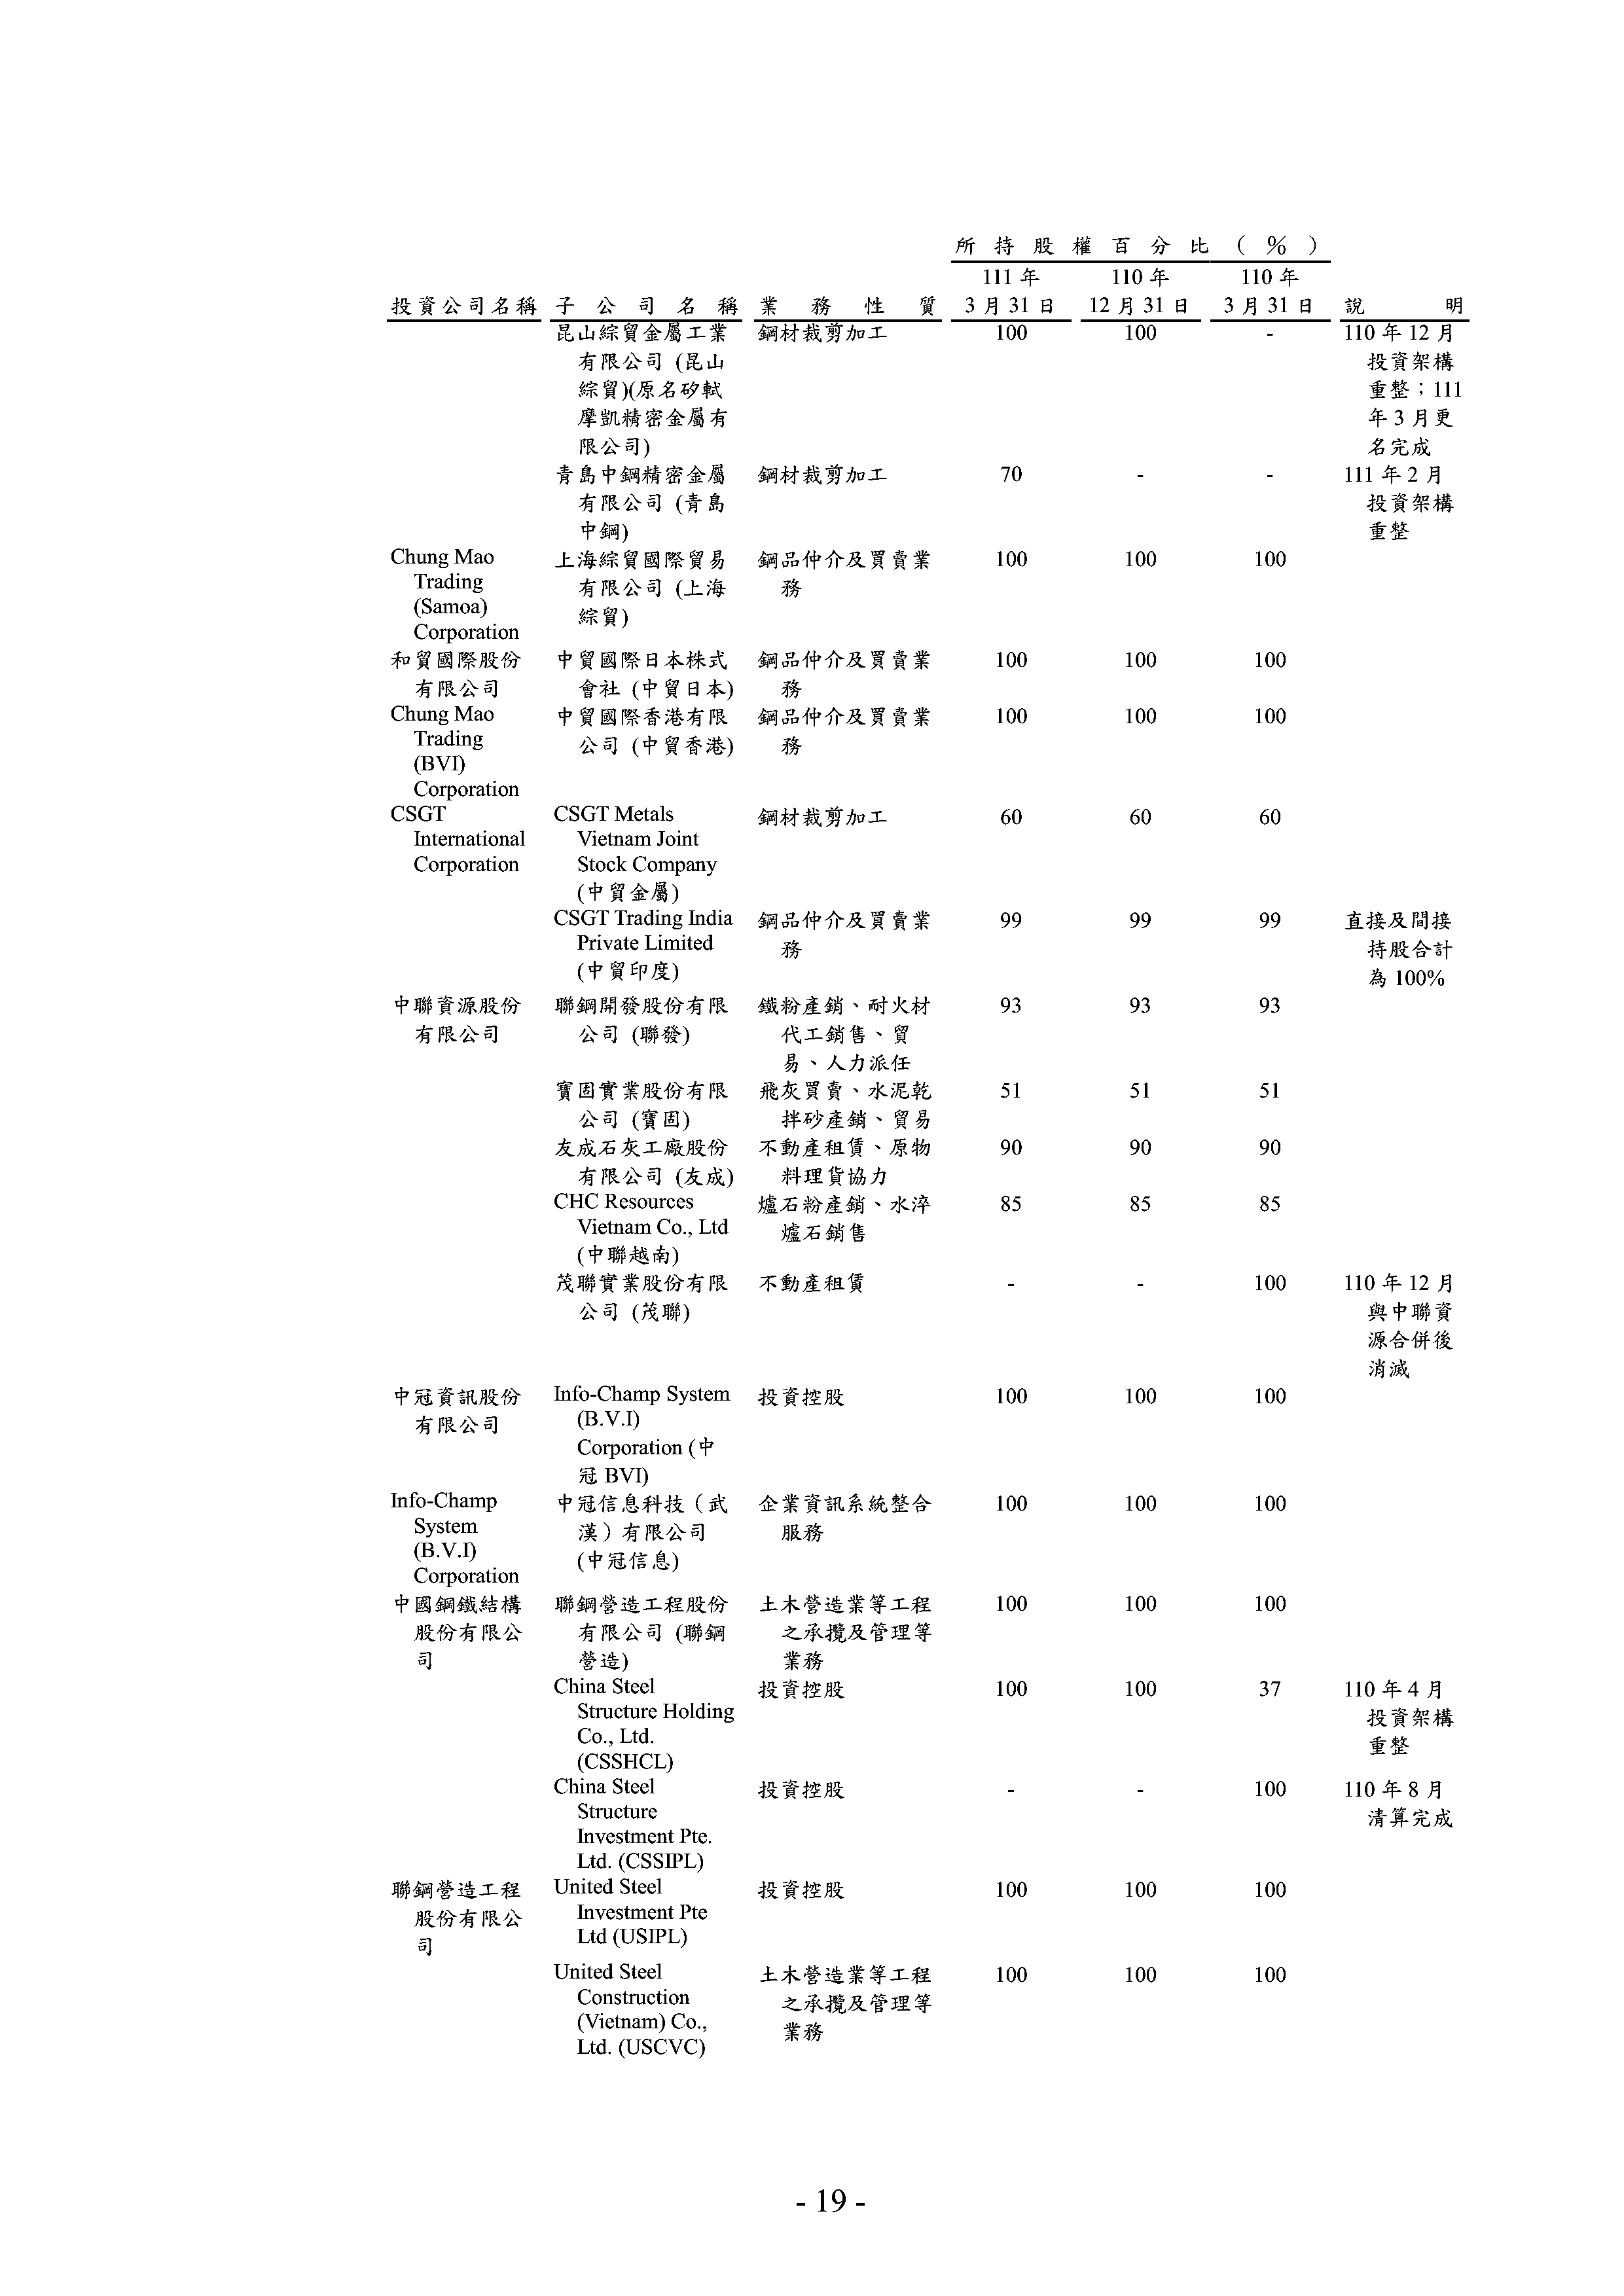 所持股權百分比(%)
111年 110年 110年
投資公司名稱 子公司名稱 業務性質 3月31日 12月31日 3月31日 說明
昆山綜貿金屬工業 鋼材裁剪加工 100 100 - 110年12月
有限公司 (昆山 投資架構
綜貿)(原名矽軾 重整；111
摩凱精密金屬有 年3月更
限公司) 名完成
青島中鋼精密金屬 鋼材裁剪加工 70 - - 111年2月
有限公司 (青島 投資架構
中鋼) 重整
Chung Mao 上海綜貿國際貿易 鋼品仲介及買賣業 100 100 100
Trading 有限公司 (上海 務
(Samoa) 綜貿)
Corporation
和貿國際股份 中貿國際日本株式 鋼品仲介及買賣業 100 100 100
有限公司 會社 (中貿日本) 務
Chung Mao 中貿國際香港有限 鋼品仲介及買賣業 100 100 100
Trading 公司 (中貿香港) 務
(BVI)
Corporation
CSGT CSGT Metals 鋼材裁剪加工 60 60 60
International Vietnam Joint
Corporation Stock Company
(中貿金屬)
CSGT Trading India 鋼品仲介及買賣業 99 99 99 直接及間接
Private Limited 務 持股合計
(中貿印度) 為100%
中聯資源股份 聯鋼開發股份有限 鐵粉產銷、耐火材 93 93 93
有限公司 公司 (聯發) 代工銷售、貿
易、人力派任
寶固實業股份有限 飛灰買賣、水泥乾 51 51 51
公司 (寶固) 拌砂產銷、貿易
友成石灰工廠股份 不動產租賃、原物 90 90 90
有限公司 (友成) 料理貨協力
CHC Resources 爐石粉產銷、水淬 85 85 85
Vietnam Co., Ltd 爐石銷售
(中聯越南)
茂聯實業股份有限 不動產租賃 - - 100 110年12月
公司 (茂聯) 與中聯資
源合併後
消滅
中冠資訊股份 Info-Champ System 投資控股 100 100 100
有限公司 (B.V.I)
Corporation (中
冠BVI)
Info-Champ 中冠信息科技（武 企業資訊系統整合 100 100 100
System 漢）有限公司 服務
(B.V.I) (中冠信息)
Corporation
中國鋼鐵結構 聯鋼營造工程股份 土木營造業等工程 100 100 100
股份有限公 有限公司 (聯鋼 之承攬及管理等
司 營造) 業務
China Steel 投資控股 100 100 37 110年4月
Structure Holding 投資架構
Co., Ltd. 重整
(CSSHCL)
China Steel 投資控股 - - 100 110年8月
Structure 清算完成
Investment Pte.
Ltd. (CSSIPL)
聯鋼營造工程 United Steel 投資控股 100 100 100
股份有限公 Investment Pte
司 Ltd (USIPL)
United Steel 土木營造業等工程 100 100 100
Construction 之承攬及管理等
(Vietnam) Co., 業務
Ltd. (USCVC)
- 19 -